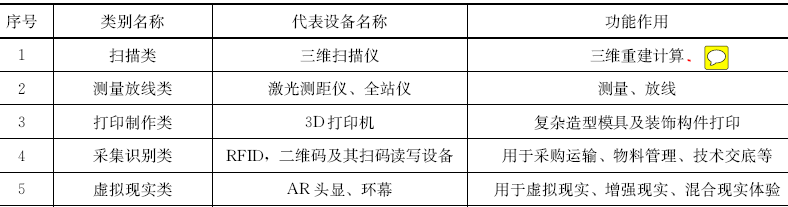 序号 类别名称 代表设备名称 功能作用
1 扫描类 三维扫描仪 三维重建计算、
2 测量放线类 激光测距仪、全站仪 测量、放线
3 打印制作类 3D打印机 复杂造型模具及装饰构件打印
4 采集识别类 RFID，二维码及其扫码读写设备 用于采购运输、物料管理、技术交底等
5 虚拟现实类 AR头显、环幕 用于虚拟现实、增强现实、混合现实体验